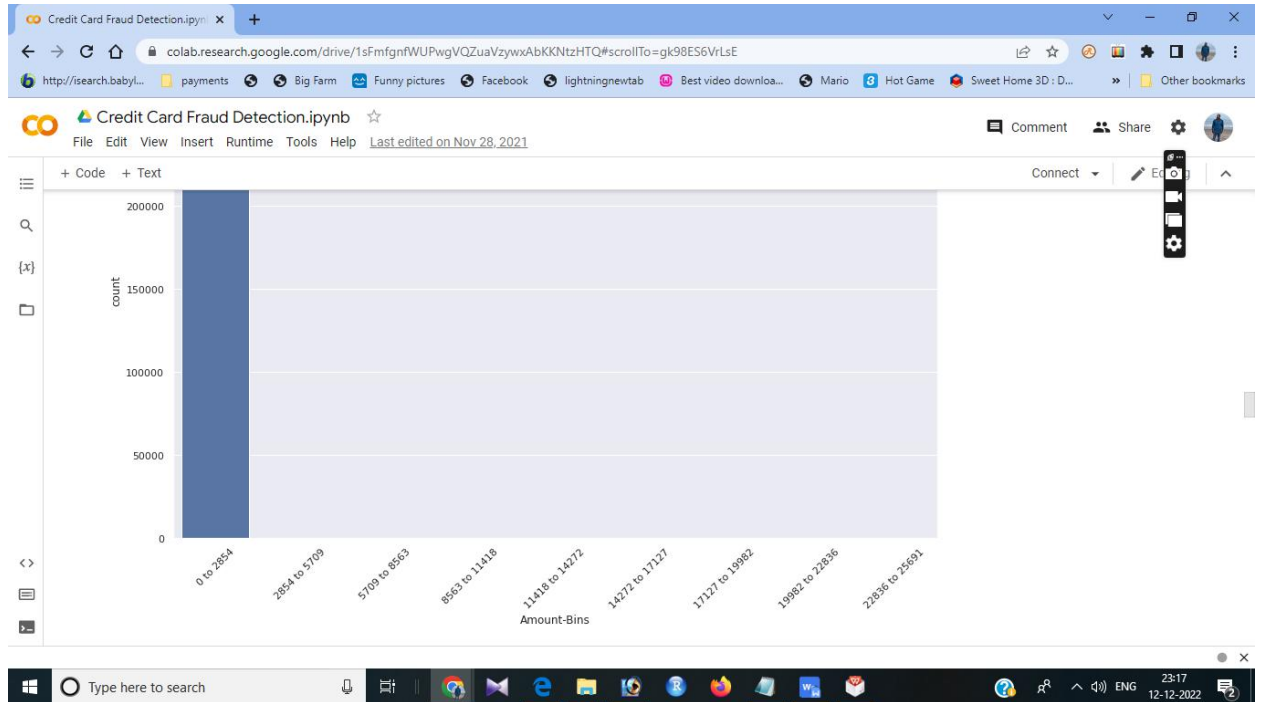 Credit Card Fraud Detection.ipyn
colab.research.google.com/drive/1sFmfgnfWUPwgVQZuaVzywxAbKKNtzHTQ#scrollTo=gk98ES6VrLsE
http://isearch.babyl... payments Big Farm Funny pictures Facebook lightningnewtab Best video downloa... Mario Hot Game Sweet Home 3D : D... » Other bookmarks
CO Credit Card Fraud Detection.ipynb Comment Share
File Edit View Insert Runtime Tools Help Last edited on Nov 28, 2021
+ Code + Text Connect
{x}
200000
150000
count
100000
50000
0
0 to 2854 2854 to 5709 5709 to 8563 8563 to 11418 11418 to 14272 14272 to 17127 17127 to 19982 19982 to 22836 22836 to 25691
Amount-Bins
Type here to search ENG 23:17
12-12-2022